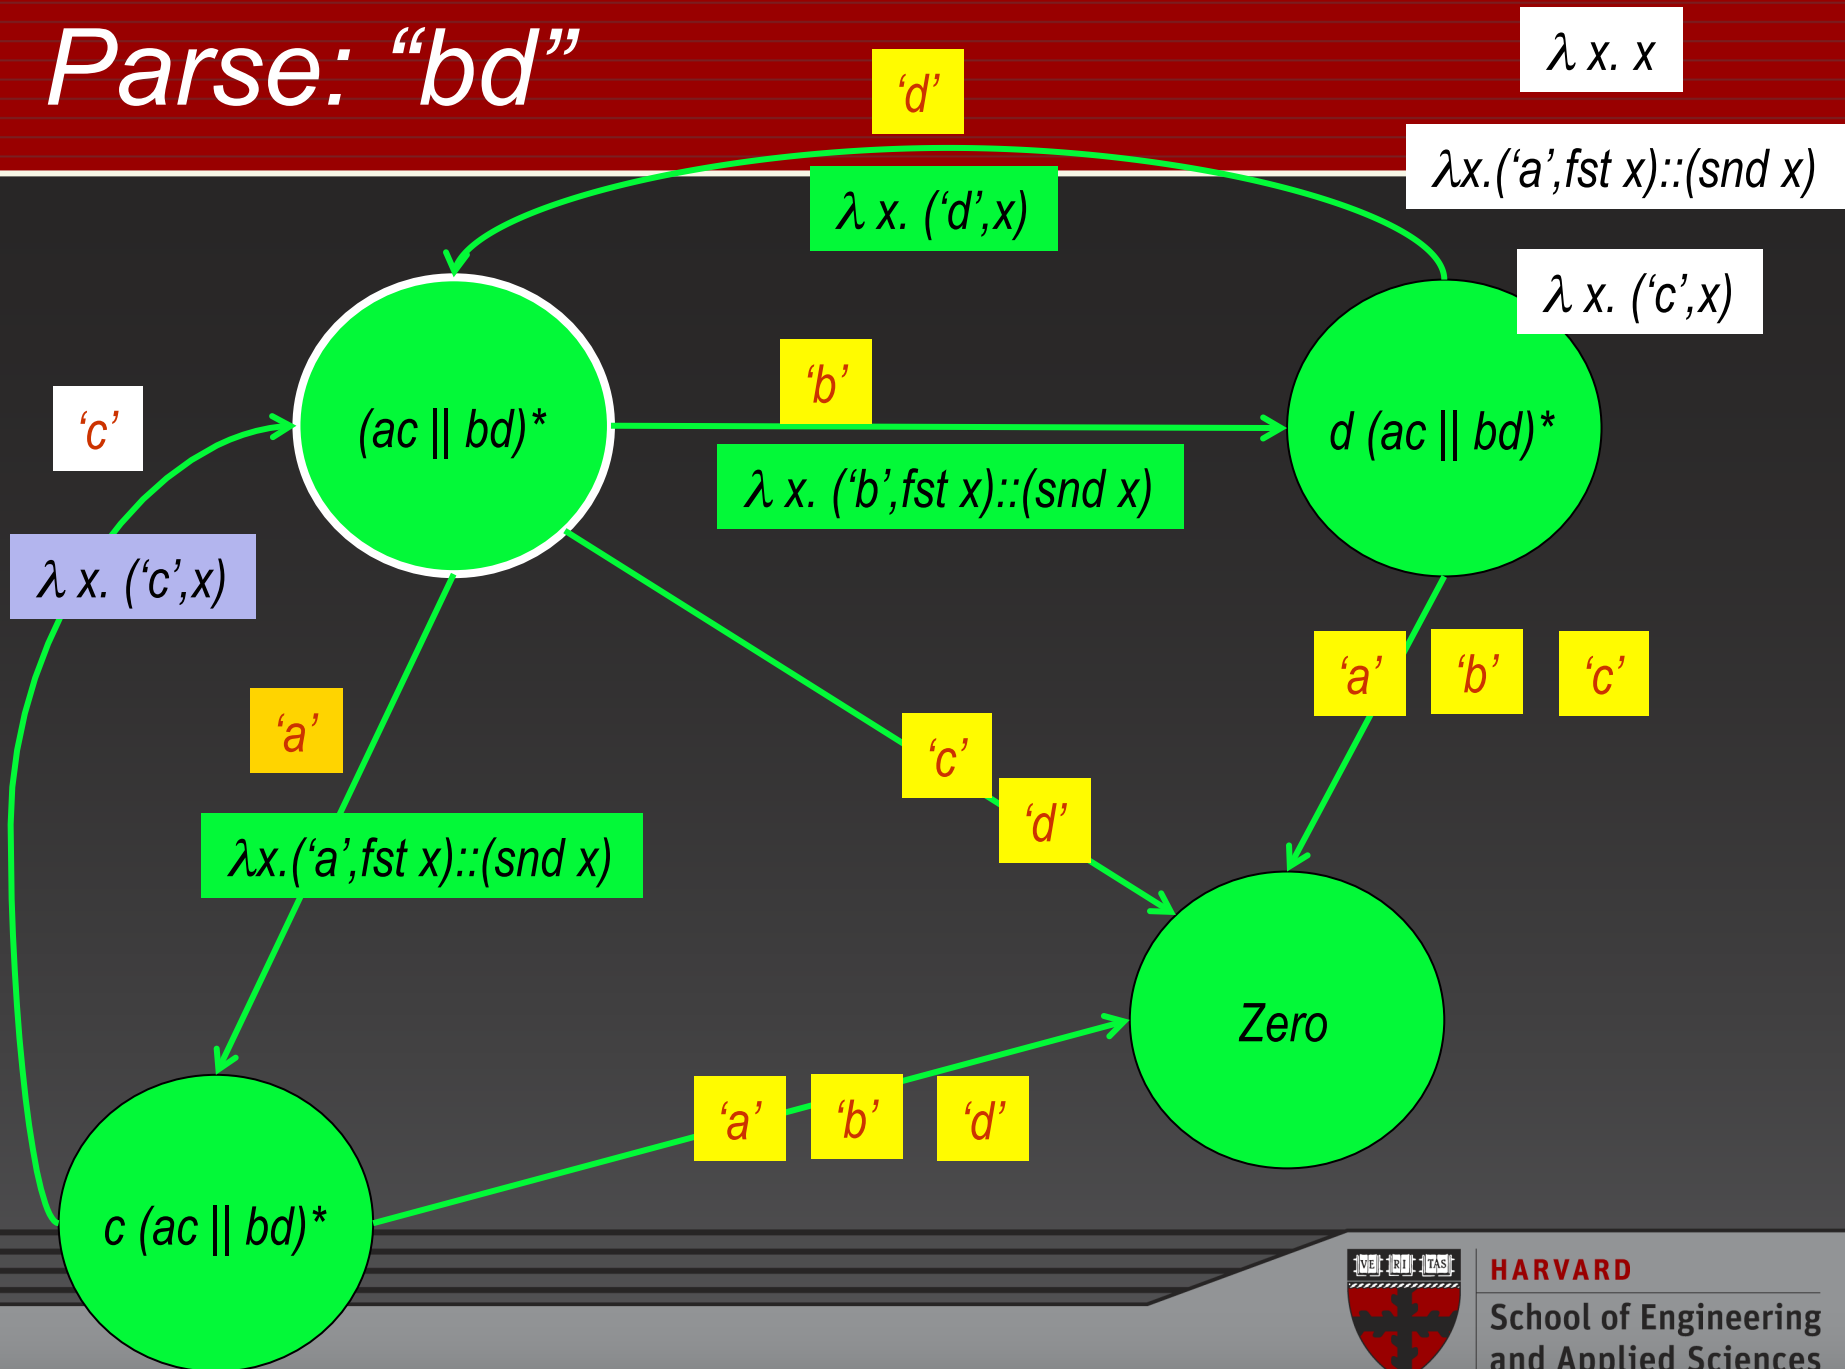 Parse: “bd”
λ x. x
‘d’
λx.(‘a’,fst x)::(snd x)
λ x. (‘d’,x)
λ x. (‘c’,x)
‘b’
‘c’
(ac || bd)*
d (ac || bd)*
λ x. (‘b’,fst x)::(snd x)
λ x. (‘c’,x)
‘a’
‘b’
‘c’
‘a’
‘c’
‘d’
λx.(‘a’,fst x)::(snd x)
Zero
‘a’
‘b’
‘d’
c (ac || bd)*
VE RI TAS
HARVARD
School of Engineering
and Applied Sciences